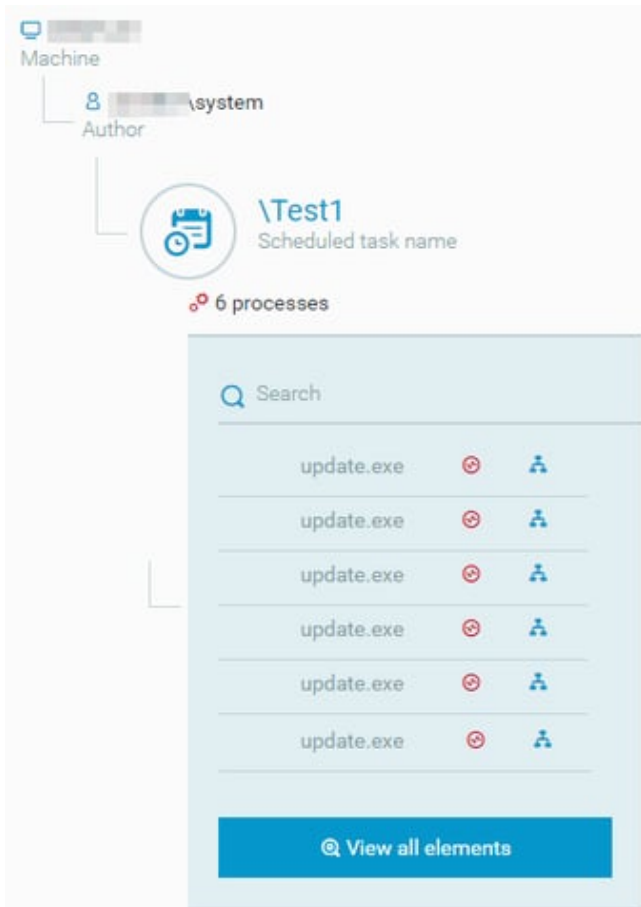 Machine
\system
Author
\Test1
Scheduled task name
6 processes
Search
update.exe
update.exe
update.exe
update.exe
update.exe
update.exe
View all elements